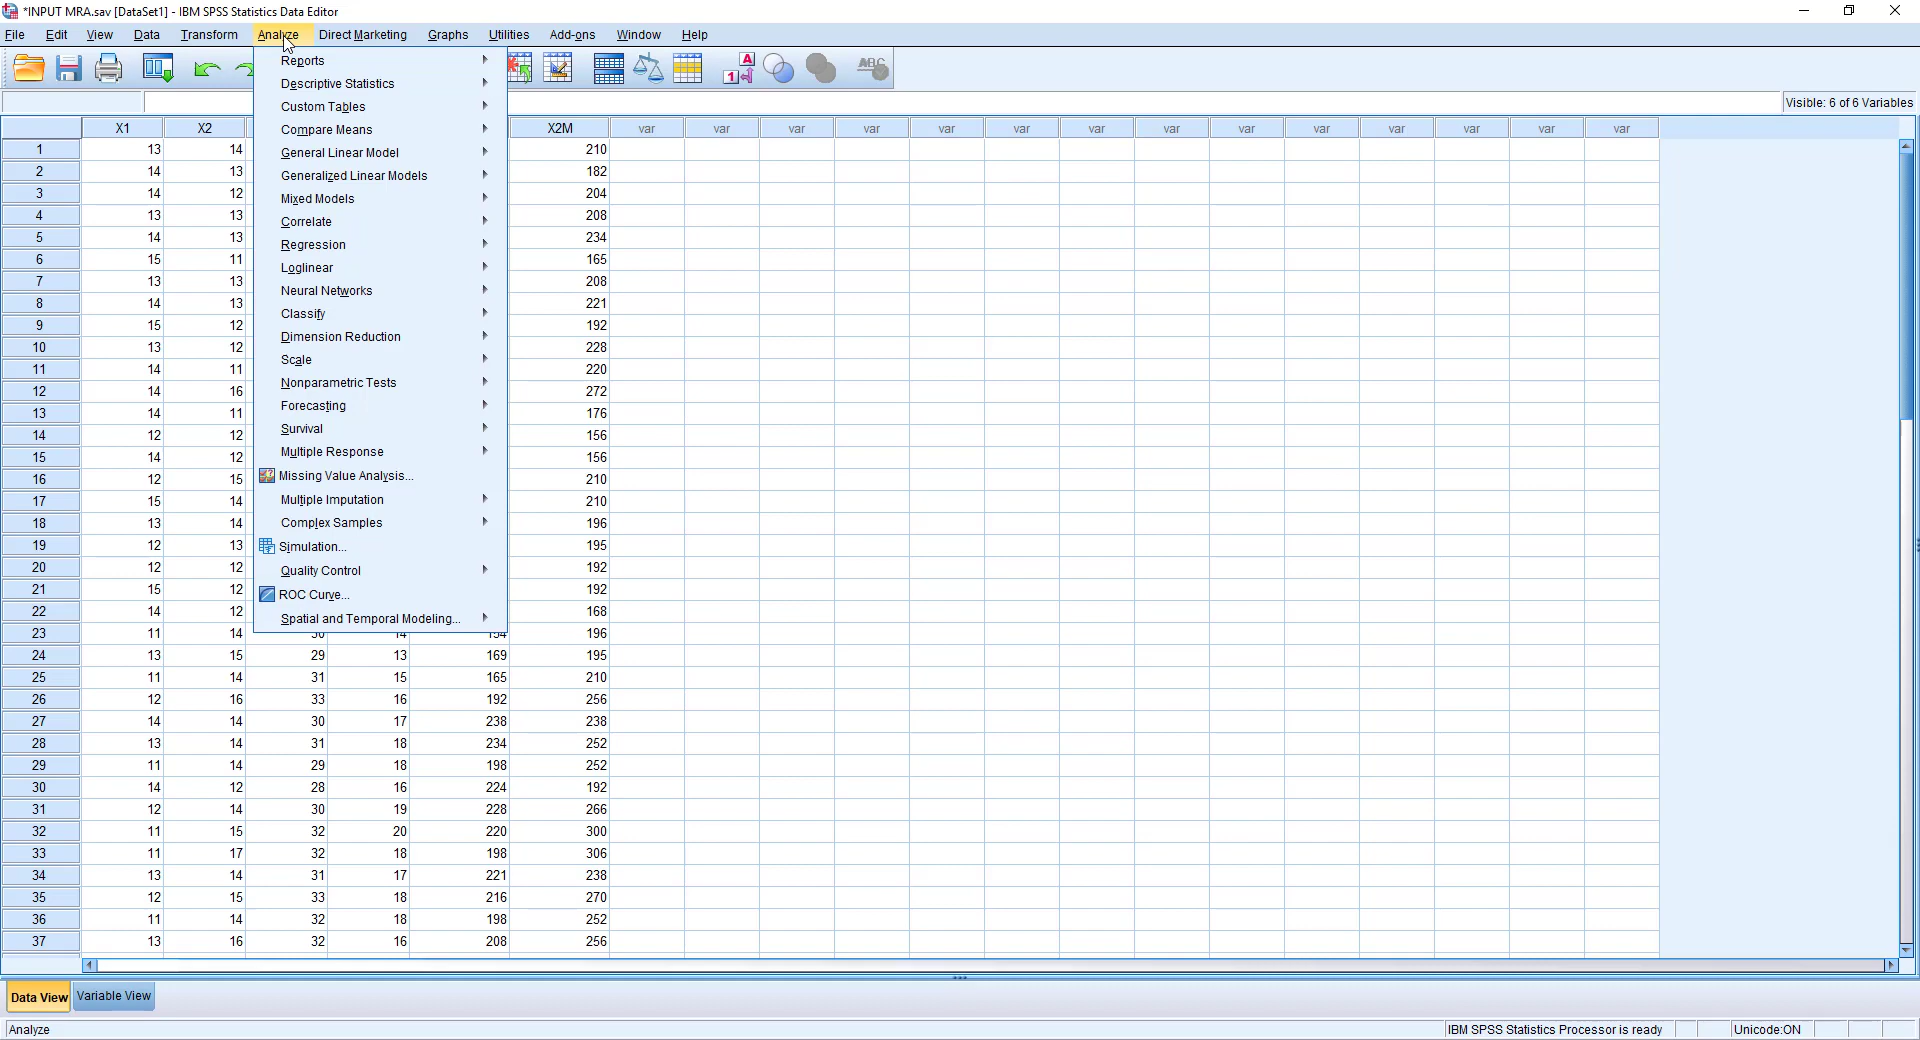 *INPUT MRA.sav [DataSet1] - IBM SPSS Statistics Data Editor
File Edit View Data Transform Analyze Direct Marketing Graphs Utilities Add-ons Window Help
Visible: 6 of 6 Variables
Reports
Descriptive Statistics
Custom Tables
Compare Means
General Linear Model
Generalized Linear Models
Mixed Models
Correlate
Regression
Loglinear
Neural Networks
Classify
Dimension Reduction
Scale
Nonparametric Tests
Forecasting
Survival
Multiple Response
Missing Value Analysis...
Multiple Imputation
Complex Samples
Simulation...
Quality Control
ROC Curve...
Spatial and Temporal Modeling...
X1 X2 X2M var var var var var var var var var var var var var var
1 13 14 210
2 14 13 182
3 14 12 204
4 13 13 208
5 14 13 234
6 15 11 165
7 13 13 208
8 14 13 221
9 15 12 192
10 13 12 228
11 14 11 220
12 14 16 272
13 14 11 176
14 12 12 156
15 14 12 156
16 12 15 210
17 15 14 210
18 13 14 196
19 12 13 195
20 12 12 192
21 15 12 192
22 14 12 168
23 11 14 30 14 154 196
24 13 15 29 13 169 195
25 11 14 31 15 165 210
26 12 16 33 16 192 256
27 14 14 30 17 238 238
28 13 14 31 18 234 252
29 11 14 29 18 198 252
30 14 12 28 16 224 192
31 12 14 30 19 228 266
32 11 15 32 20 220 300
33 11 17 32 18 198 306
34 13 14 31 17 221 238
35 12 15 33 18 216 270
36 11 14 32 18 198 252
37 13 16 32 16 208 256
Data View Variable View
Analyze IBM SPSS Statistics Processor is ready Unicode:ON